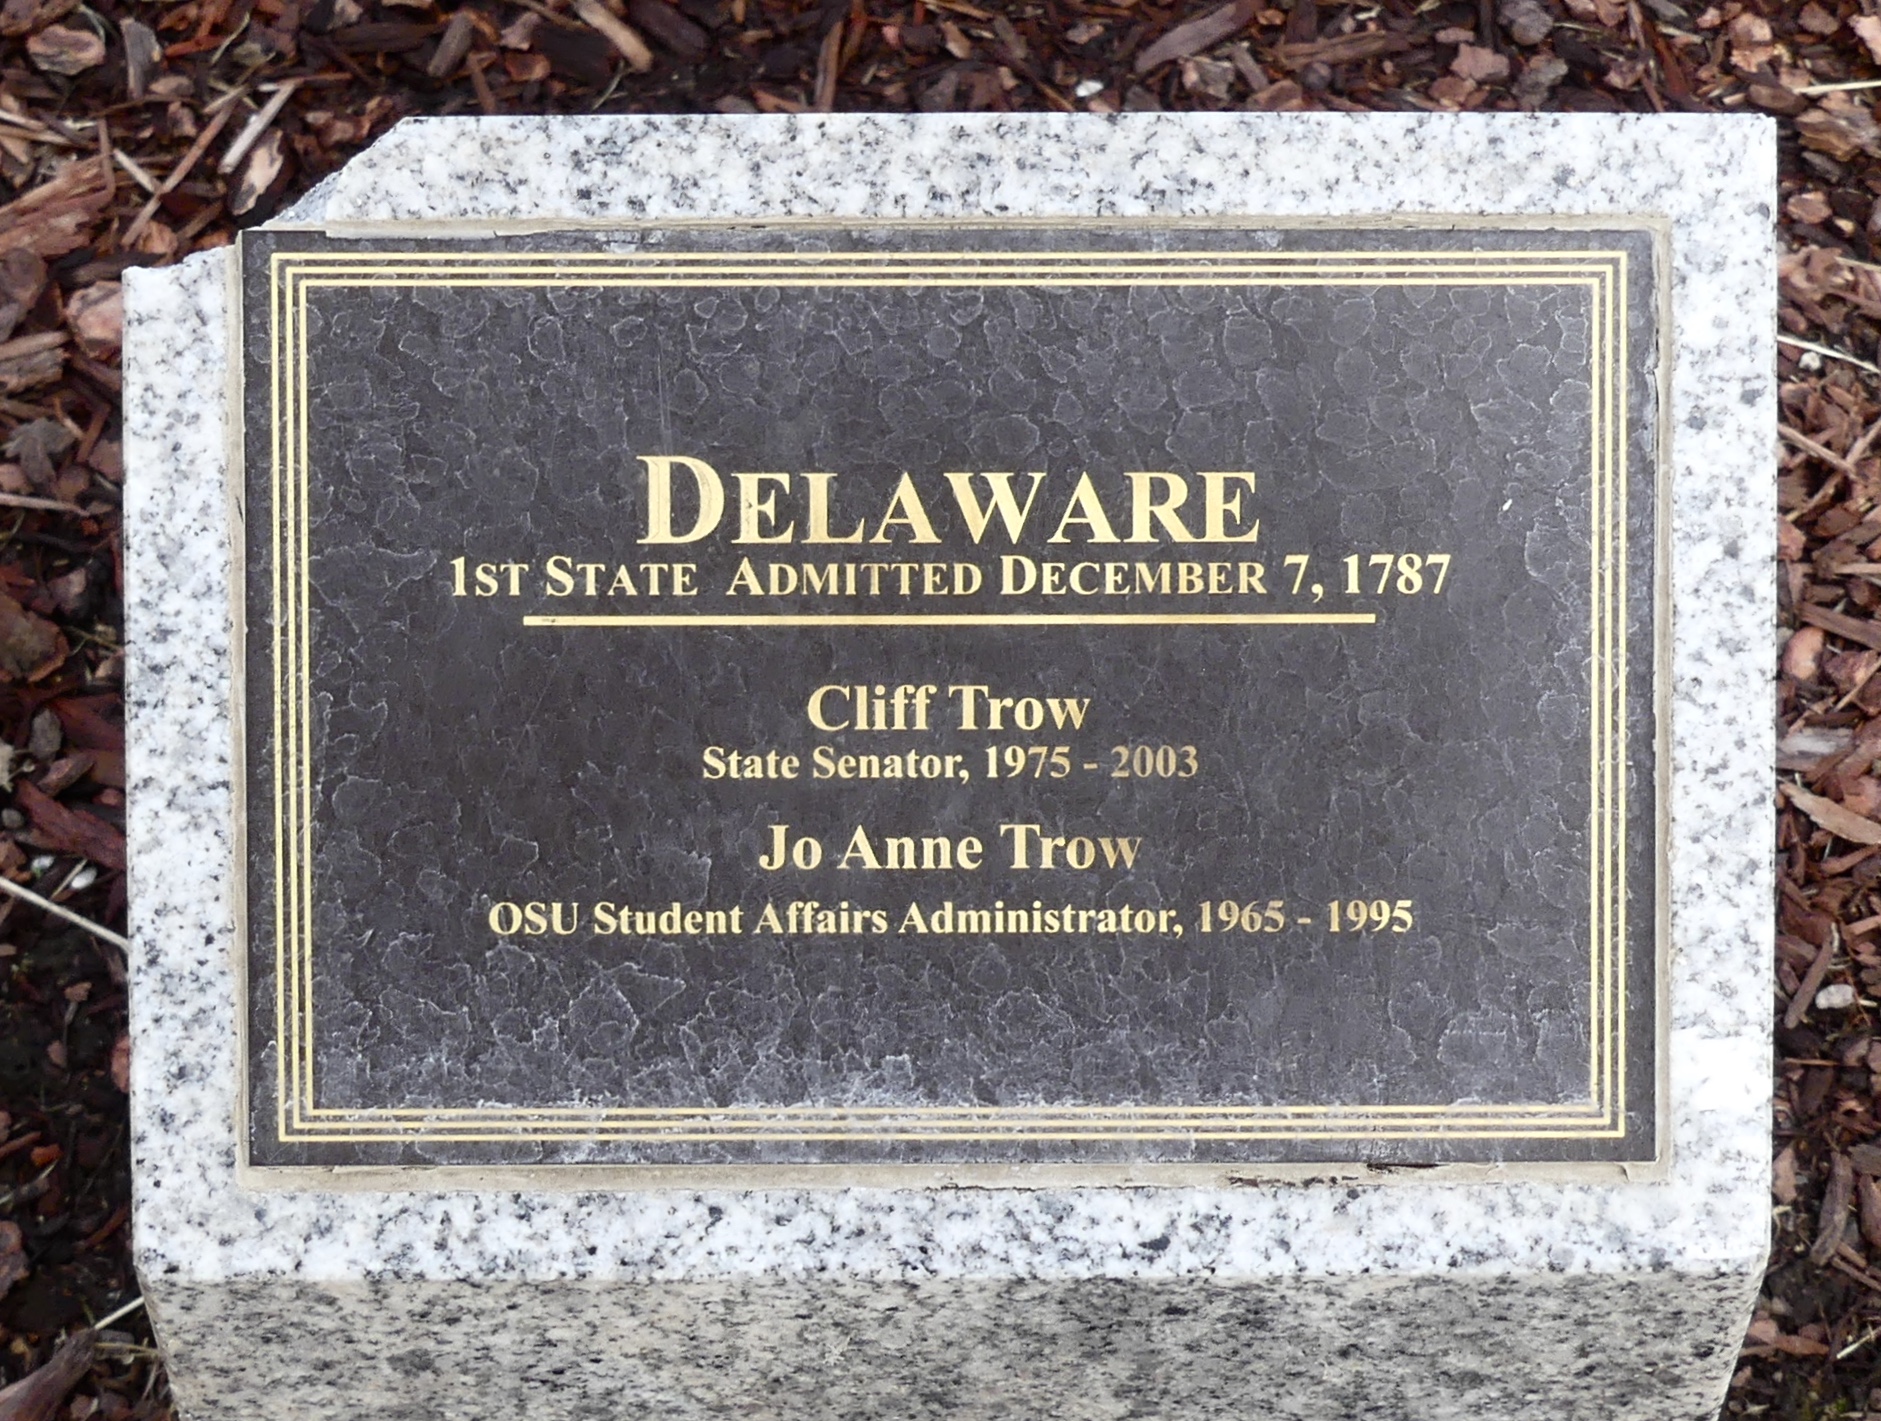 DELAWARE
1ST STATE ADMITTED DECEMBER 7, 1787
Cliff Trow
State Senator, 1975 - 2003
Jo Anne Trow
OSU Student Affairs Administrator, 1965 - 1995